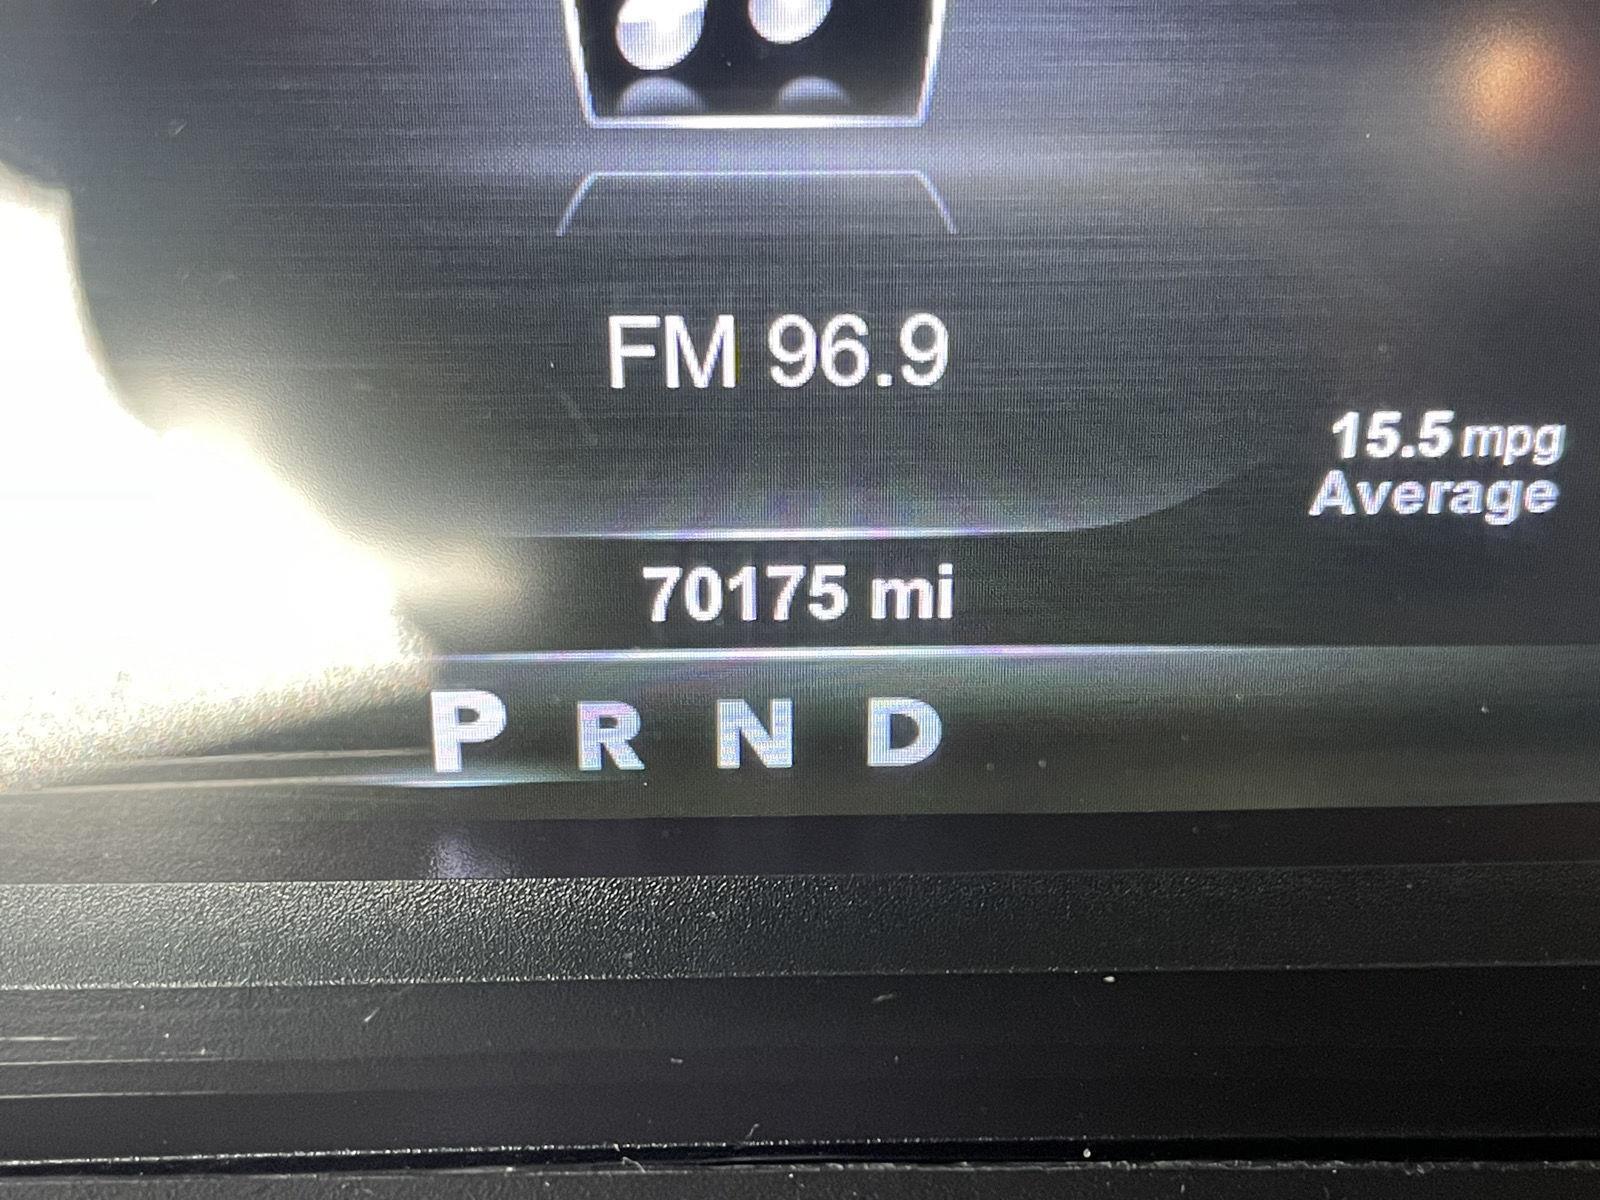 FM 96.9
15.5 mpg
Average
70175 mi
P R N D